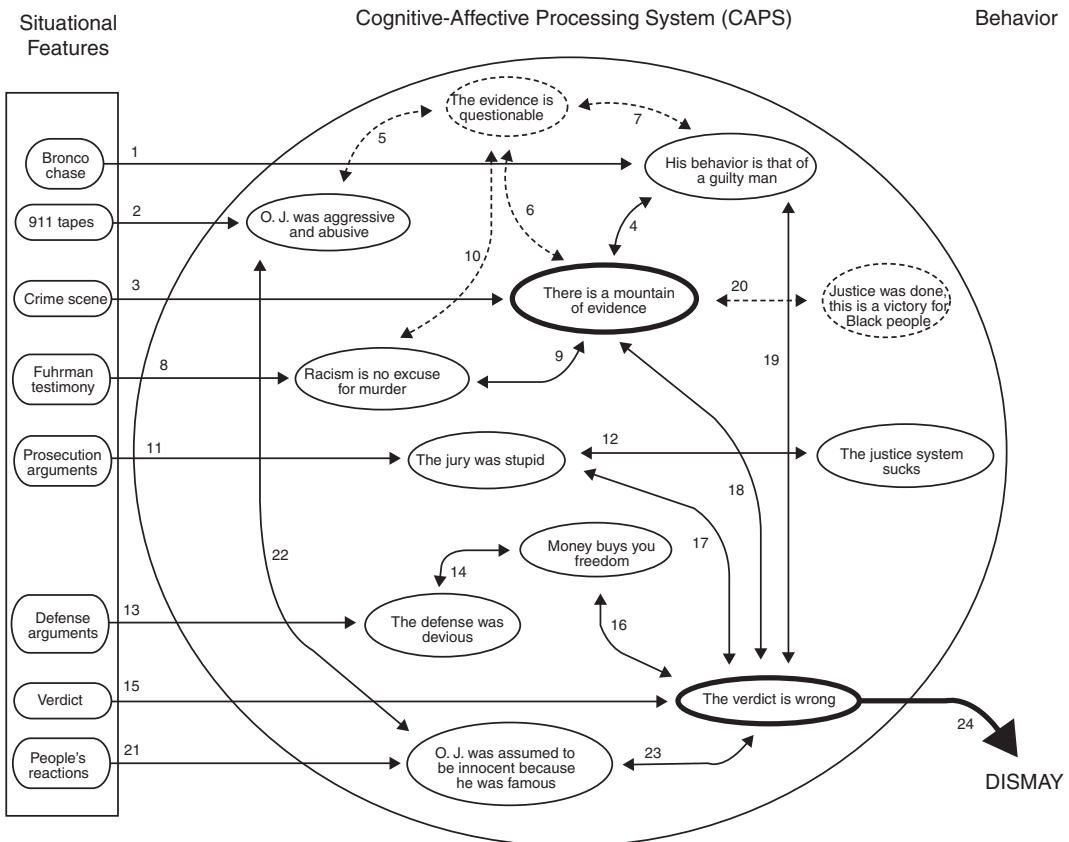 Situational
Features
Cognitive-Affective Processing System (CAPS)
Behavior
The evidence is
questionable
5
7
Bronco
chase
1
His behavior is that of
a guilty man
911 tapes
2
O. J. was aggressive
and abusive
6
4
10
Crime scene
3
There is a mountain
of evidence
20
Justice was done;
this is a victory for
Black people
Fuhrman
testimony
8
Racism is no excuse
for murder
9
19
Prosecution
arguments
11
The jury was stupid
12
The justice system
sucks
18
17
22
Money buys you
freedom
14
Defense
arguments
13
The defense was
devious
16
Verdict
15
The verdict is wrong
24
People's
reactions
21
O. J. was assumed to
be innocent because
he was famous
23
DISMAY